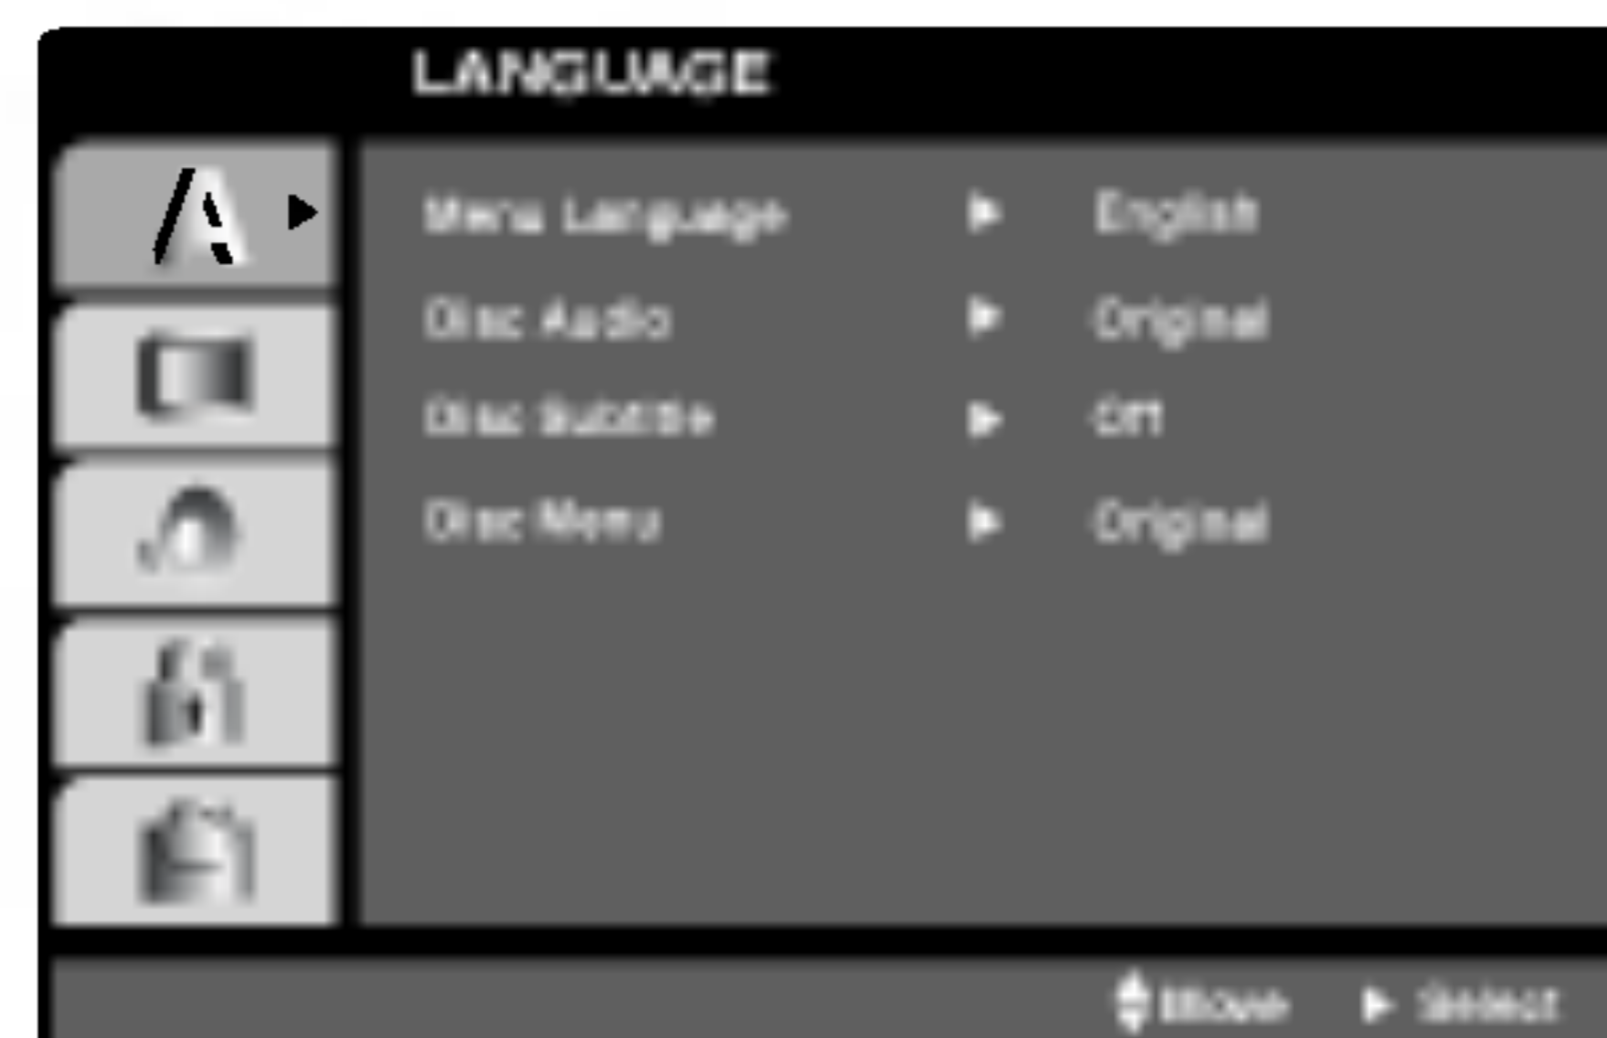 LANGUAGE
Menu Language ▶ English
Disc Audio ▶ Original
Disc Subtitle ▶ Off
Disc Menu ▶ Original
Move ▶ Select